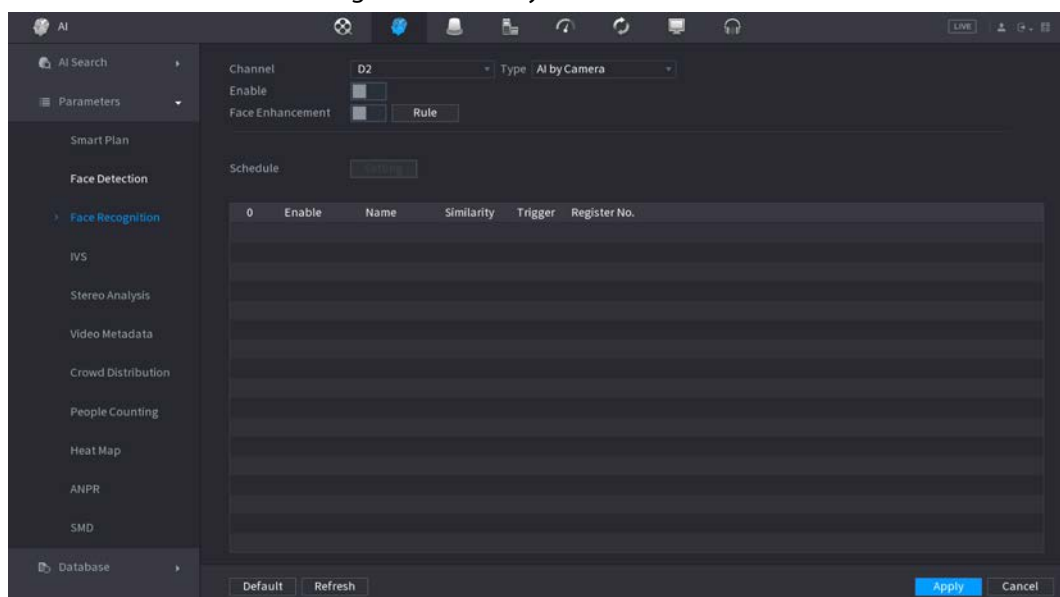 AI
LIVE
AI Search
Parameters
Smart Plan
Face Detection
Face Recognition
IVS
Stereo Analysis
Video Metadata
Crowd Distribution
People Counting
Heat Map
ANPR
SMD
Database
Channel D2 Type AI by Camera
Enable
Face Enhancement Rule
Schedule Setting
0 Enable Name Similarity Trigger Register No.
Default Refresh Apply Cancel